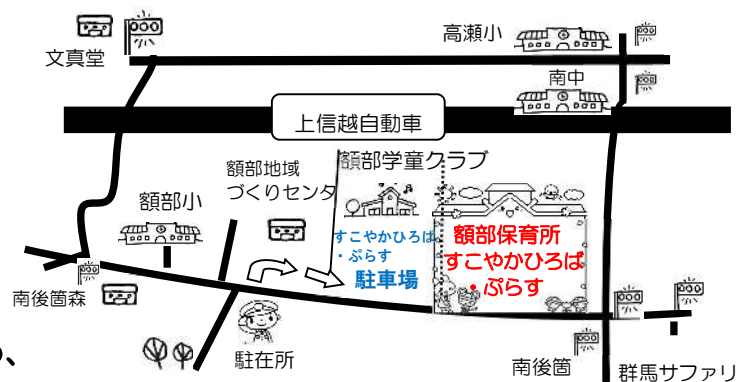 文真堂
高瀬小
南中
上信越自動車
額部学童クラブ
額部地域
づくりセンタ
額部小
すこやかひろば
・ぷらす
駐車場
額部保育所
すこやかひろば
・ぷらす
南後箇森
駐在所
南後箇
群馬サファリ
、